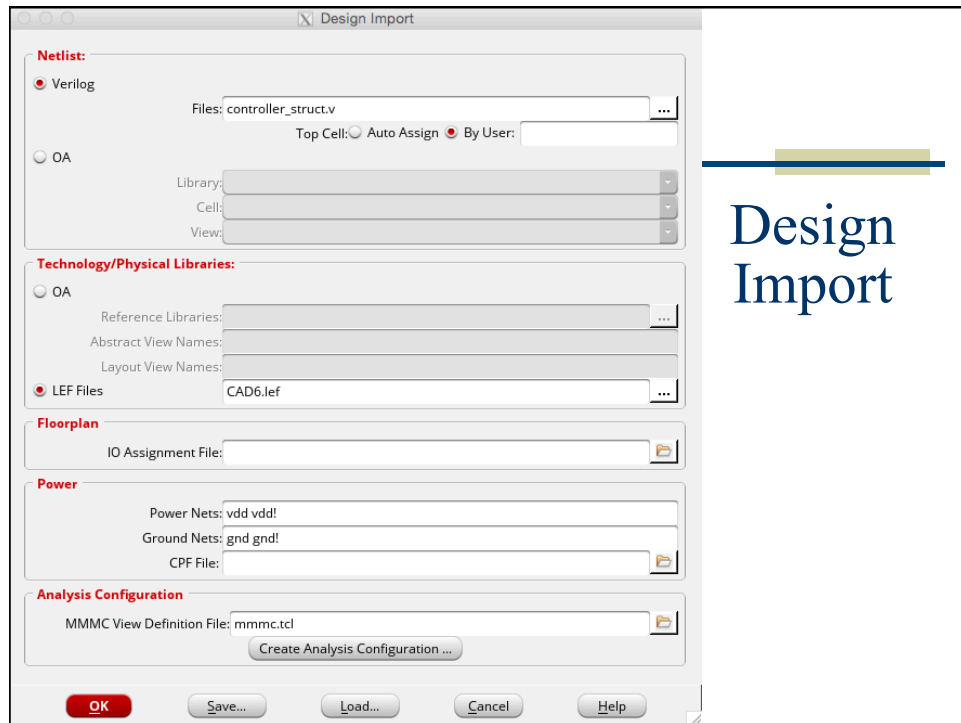 Design Import
Netlist:
Verilog
Files: controller_struct.v ...
Top Cell: Auto Assign By User:
OA
Library:
Cell:
View:
Technology/Physical Libraries:
OA
Reference Libraries: ...
Abstract View Names:
Layout View Names:
LEF Files CAD6.lef ...
Floorplan
IO Assignment File:
Power
Power Nets: vdd vdd!
Ground Nets: gnd gnd!
CPF File:
Analysis Configuration
MMMC View Definition File: mmmc.tcl
Create Analysis Configuration ...
OK Save... Load... Cancel Help
Design
Import